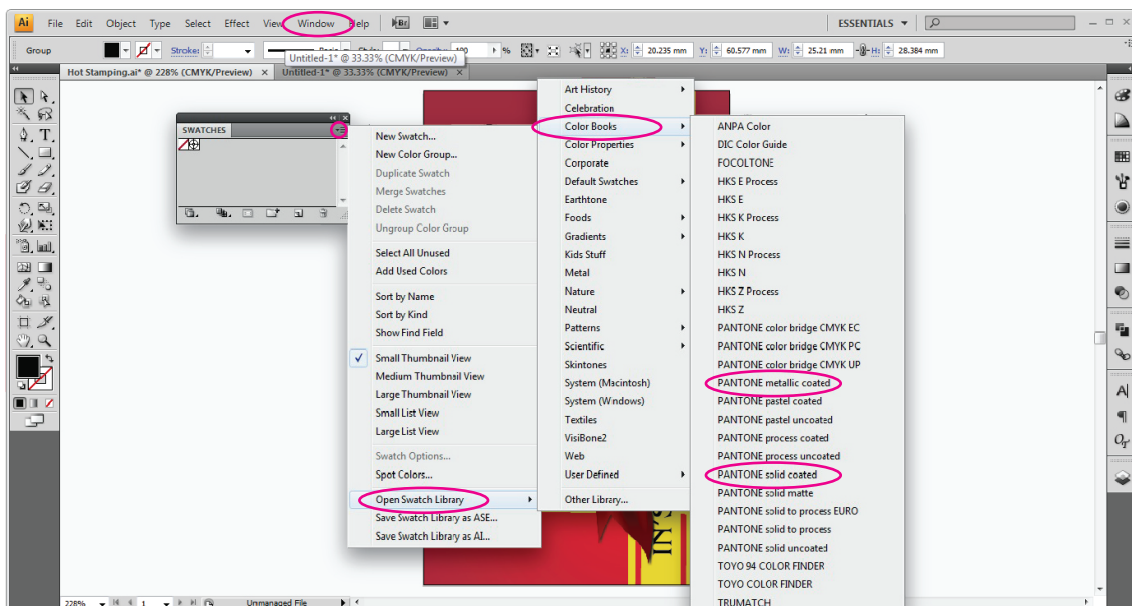 Ai File Edit Object Type Select Effect View Window Help Br ESSENTIALS
Group Stroke: Basic Style: Opacity: 100 % X: 20.235 mm Y: 60.577 mm W: 25.21 mm H: 28.384 mm
Untitled-1* @ 33.33% (CMYK/Preview)
Hot Stamping.ai* @ 228% (CMYK/Preview) × Untitled-1* @ 33.33% (CMYK/Preview) ×
SWATCHES
New Swatch...
New Color Group...
Duplicate Swatch
Merge Swatches
Delete Swatch
Ungroup Color Group
Select All Unused
Add Used Colors
Sort by Name
Sort by Kind
Show Find Field
Small Thumbnail View
Medium Thumbnail View
Large Thumbnail View
Small List View
Large List View
Swatch Options...
Spot Colors...
Open Swatch Library
Save Swatch Library as ASE...
Save Swatch Library as AI...
Art History
Celebration
Color Books
Color Properties
Corporate
Default Swatches
Earthtone
Foods
Gradients
Kids Stuff
Metal
Nature
Neutral
Patterns
Scientific
Skintones
System (Macintosh)
System (Windows)
Textiles
VisiBone2
Web
User Defined
Other Library...
ANPA Color
DIC Color Guide
FOCOLTONE
HKS E Process
HKS E
HKS K Process
HKS K
HKS N Process
HKS N
HKS Z Process
HKS Z
PANTONE color bridge CMYK EC
PANTONE color bridge CMYK PC
PANTONE color bridge CMYK UP
PANTONE metallic coated
PANTONE pastel coated
PANTONE pastel uncoated
PANTONE process coated
PANTONE process uncoated
PANTONE solid coated
PANTONE solid matte
PANTONE solid to process EURO
PANTONE solid to process
PANTONE solid uncoated
TOYO 94 COLOR FINDER
TOYO COLOR FINDER
TRUMATCH
IN'S
228% 1 Unmanaged File